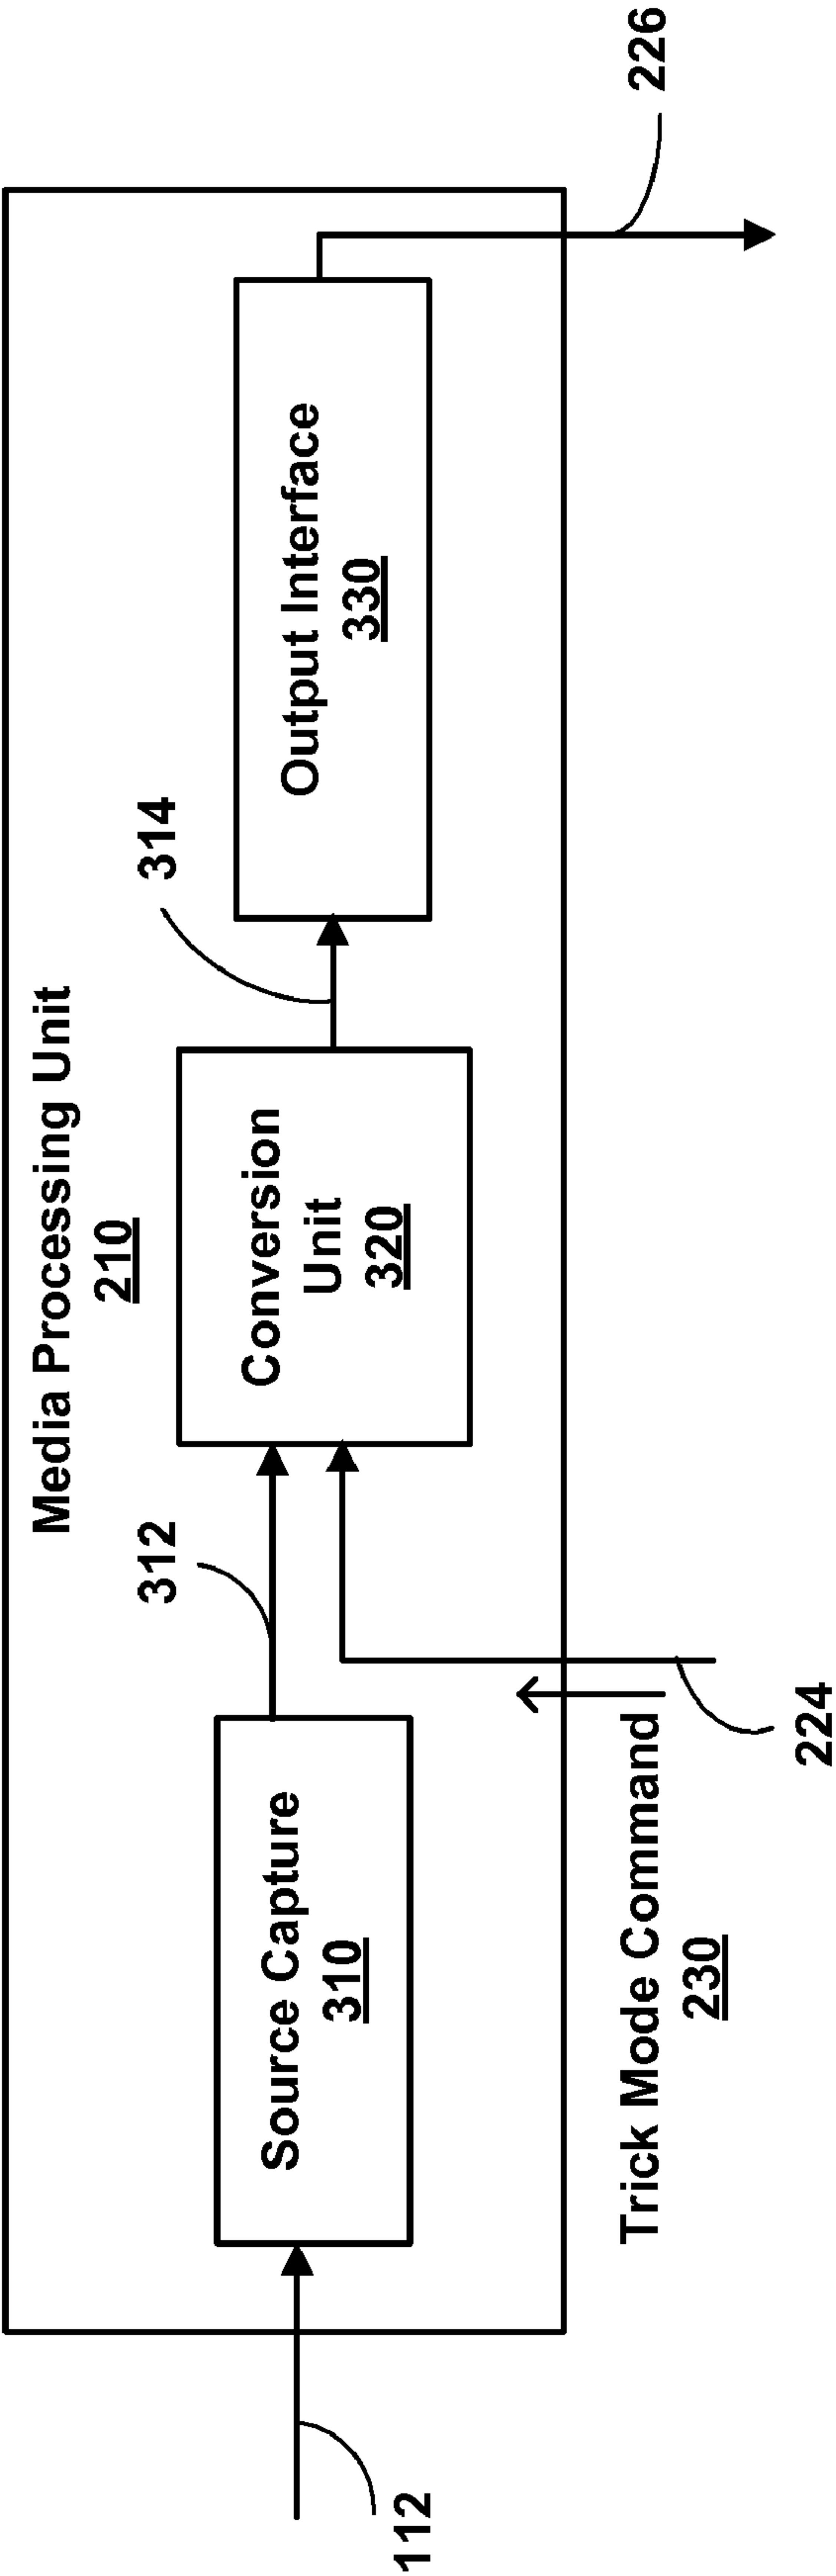 Media Processing Unit
210
312
314
226
Source Capture
310
Conversion
Unit
320
Output Interface
330
112
Trick Mode Command
230
224